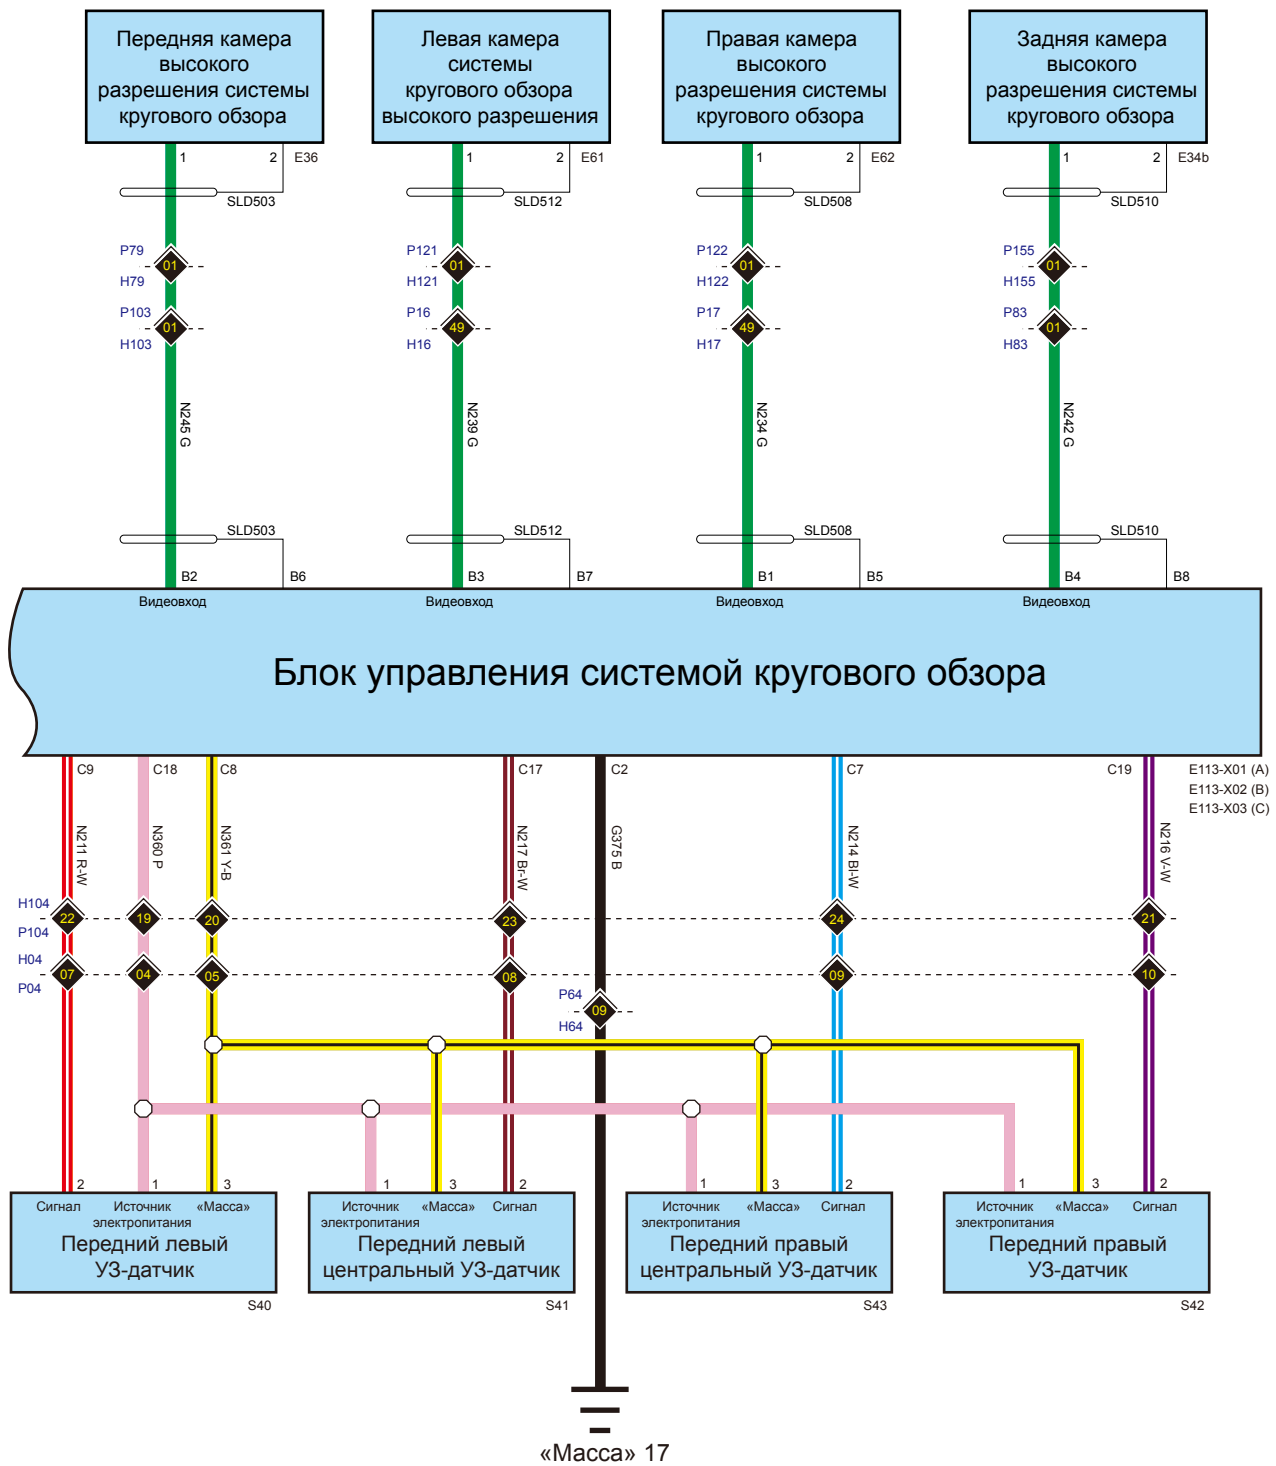 Передняя камера
высокого
разрешения системы
кругового обзора
Левая камера
системы
кругового обзора
высокого разрешения
Правая камера
высокого
разрешения системы
кругового обзора
Задняя камера
высокого
разрешения системы
кругового обзора
1 2 E36
1 2 E61
1 2 E62
1 2 E34b
SLD503 SLD512 SLD508 SLD510
P79 01 H79
P121 01 H121
P122 01 H122
P155 01 H155
P103 01 H103
P16 49 H16
P17 49 H17
P83 01 H83
N245 G
N239 G
N234 G
N242 G
SLD503 SLD512 SLD508 SLD510
B2 B6 B3 B7 B1 B5 B4 B8
Видеовход Видеовход Видеовход Видеовход
Блок управления системой кругового обзора
C9 C18 C8 C17 C2 C7 C19
E113-X01 (A)
E113-X02 (B)
E113-X03 (C)
N211 R-W
N360 P
N361 Y-B
N217 Br-W
G375 B
N214 Bl-W
N216 V-W
H104
22 19 20 23 24 21
P104
H04
07 04 05 08 09 10
P04
P64
09
H64
2 1 3
1 3 2
1 3 2
1 3 2
Сигнал Источник электропитания «Масса»
Передний левый
УЗ-датчик
S40
Источник электропитания «Масса» Сигнал
Передний левый
центральный УЗ-датчик
S41
Источник электропитания «Масса» Сигнал
Передний правый
центральный УЗ-датчик
S43
Источник электропитания «Масса» Сигнал
Передний правый
УЗ-датчик
S42
«Масса» 17